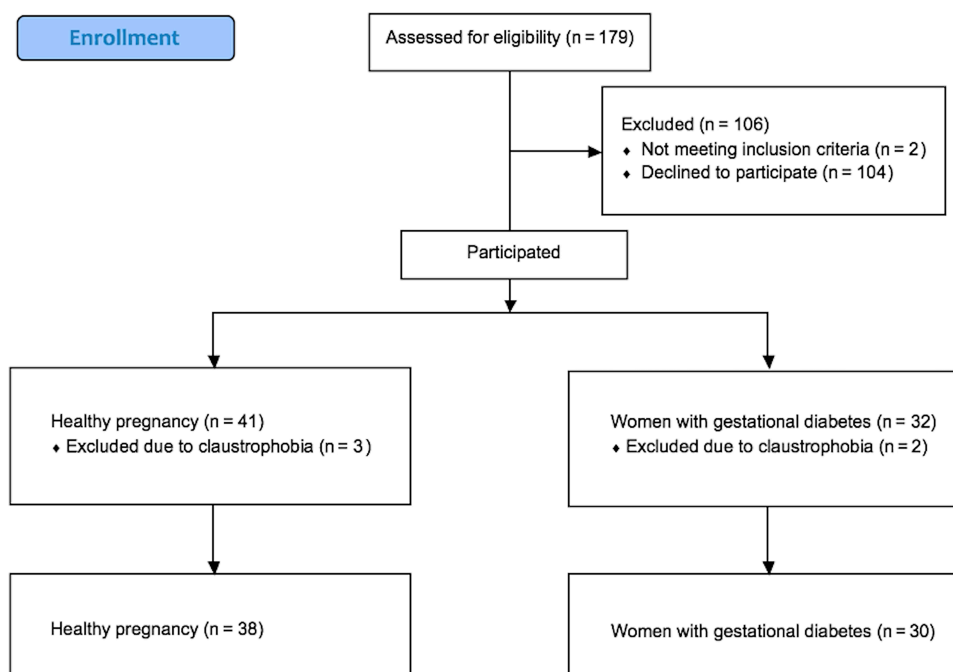 Enrollment
Assessed for eligibility (n = 179)
Excluded (n = 106)
♦ Not meeting inclusion criteria (n = 2)
♦ Declined to participate (n = 104)
Participated
Healthy pregnancy (n = 41)
♦ Excluded due to claustrophobia (n = 3)
Women with gestational diabetes (n = 32)
♦ Excluded due to claustrophobia (n = 2)
Healthy pregnancy (n = 38)
Women with gestational diabetes (n = 30)